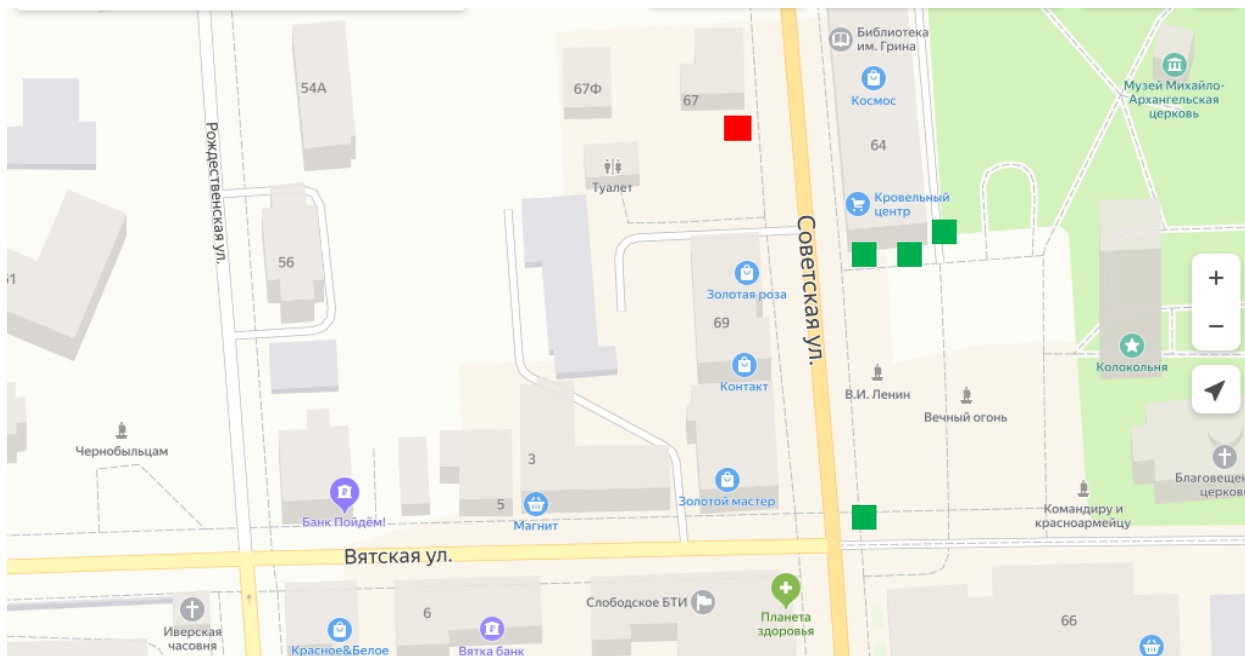 Библиотека
им. Грина
Космос
Музей Михайло-
Архангельская
церковь
54А
67Ф
67
64
Туалет
Рождественская ул.
Кровельный
центр
Советская ул.
56
Золотая роза
69
Контакт
Колокольня
В.И. Ленин
Вечный огонь
Чернобыльцам
3
5
Золотой мастер
Магнит
Банк Пойдём!
Командиру и
красноармейцу
Вятская ул.
Слободское БТИ
Планета
здоровья
Иверская
часовня
6
66
Красное&Белое
Вятка банк